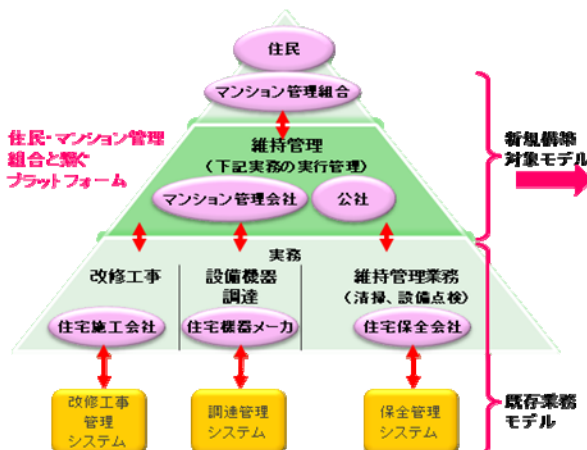 住民
マンション管理組合
住民・マンション管理
組合と繋ぐ
プラットフォーム
維持管理
（下記実務の実行管理）
マンション管理会社
公社
新規構築
対象モデル
実務
改修工事
設備機器
調達
維持管理業務
（清掃、設備点検）
住宅施工会社
住宅機器メーカ
住宅保全会社
改修工事
管理
システム
調達管理
システム
保全管理
システム
既存業務
モデル